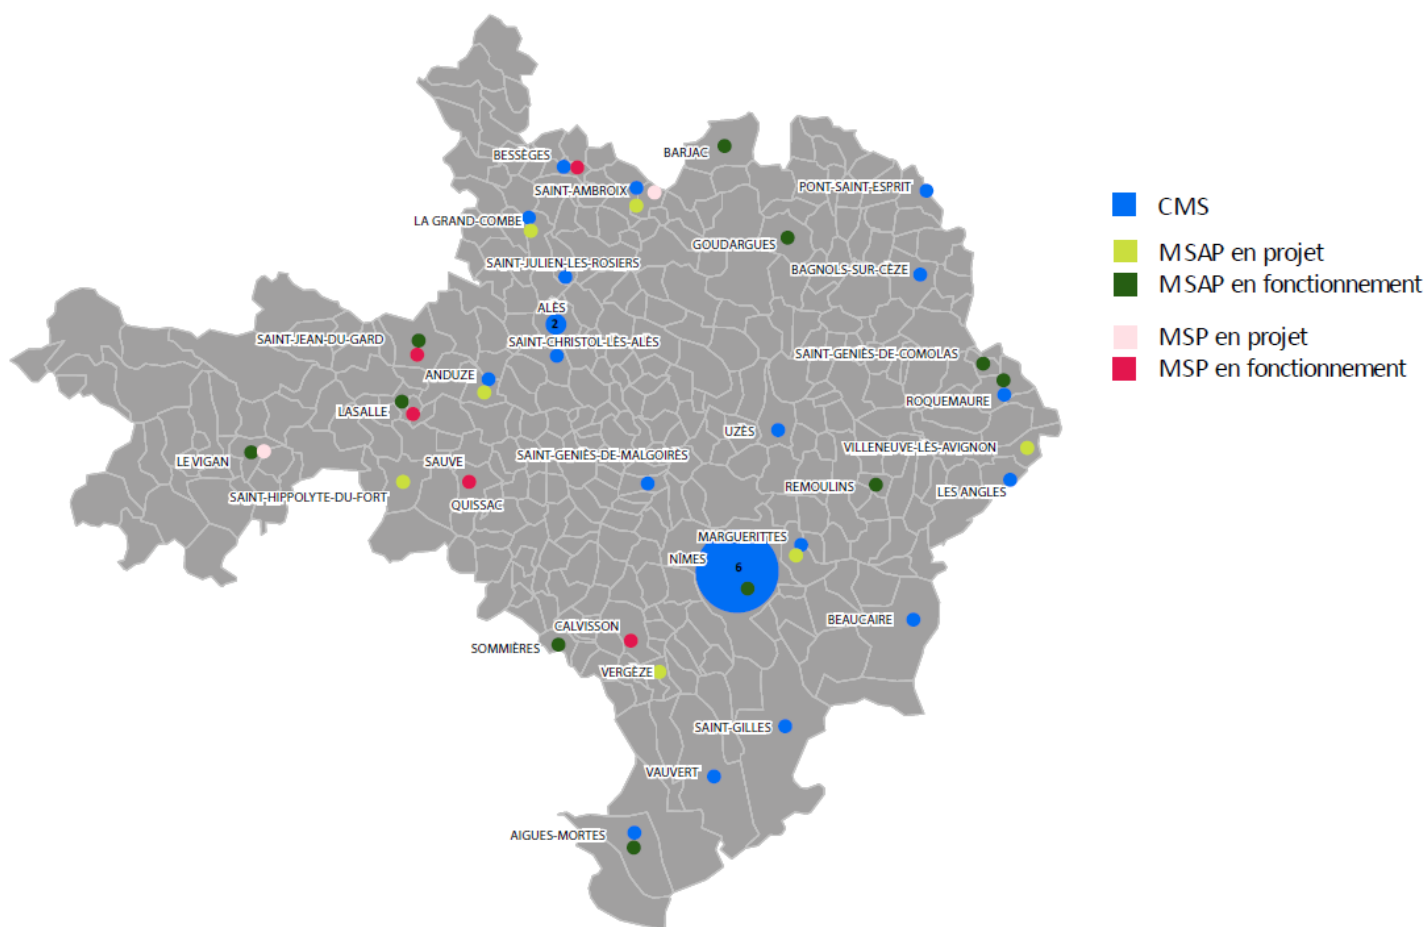 BESSÈGES
BARJAC
SAINT-AMBROIX
PONT-SAINT-ESPRIT
LA GRAND-COMBE
GOUDARGUES
SAINT-JULIEN-LES-ROSIERS
BAGNOLS-SUR-CÈZE
ALÈS
2
SAINT-JEAN-DU-GARD
SAINT-CHRISTOL-LÈS-ALÈS
SAINT-GENIÈS-DE-COMOLAS
ANDUZE
ROQUEMAURE
LASALLE
UZÈS
VILLENEUVE-LÈS-AVIGNON
LE VIGAN
SAUVE
SAINT-GENIÈS-DE-MALGOIRÈS
REMOULINS
LES ANGLES
SAINT-HIPPOLYTE-DU-FORT
QUISSAC
MARGUERITTES
NÎMES
6
BEAUCAIRE
CALVISSON
SOMMIÈRES
VERGÈZE
SAINT-GILLES
VAUVERT
AIGUES-MORTES
CMS
MSAP en projet
MSAP en fonctionnement
MSP en projet
MSP en fonctionnement